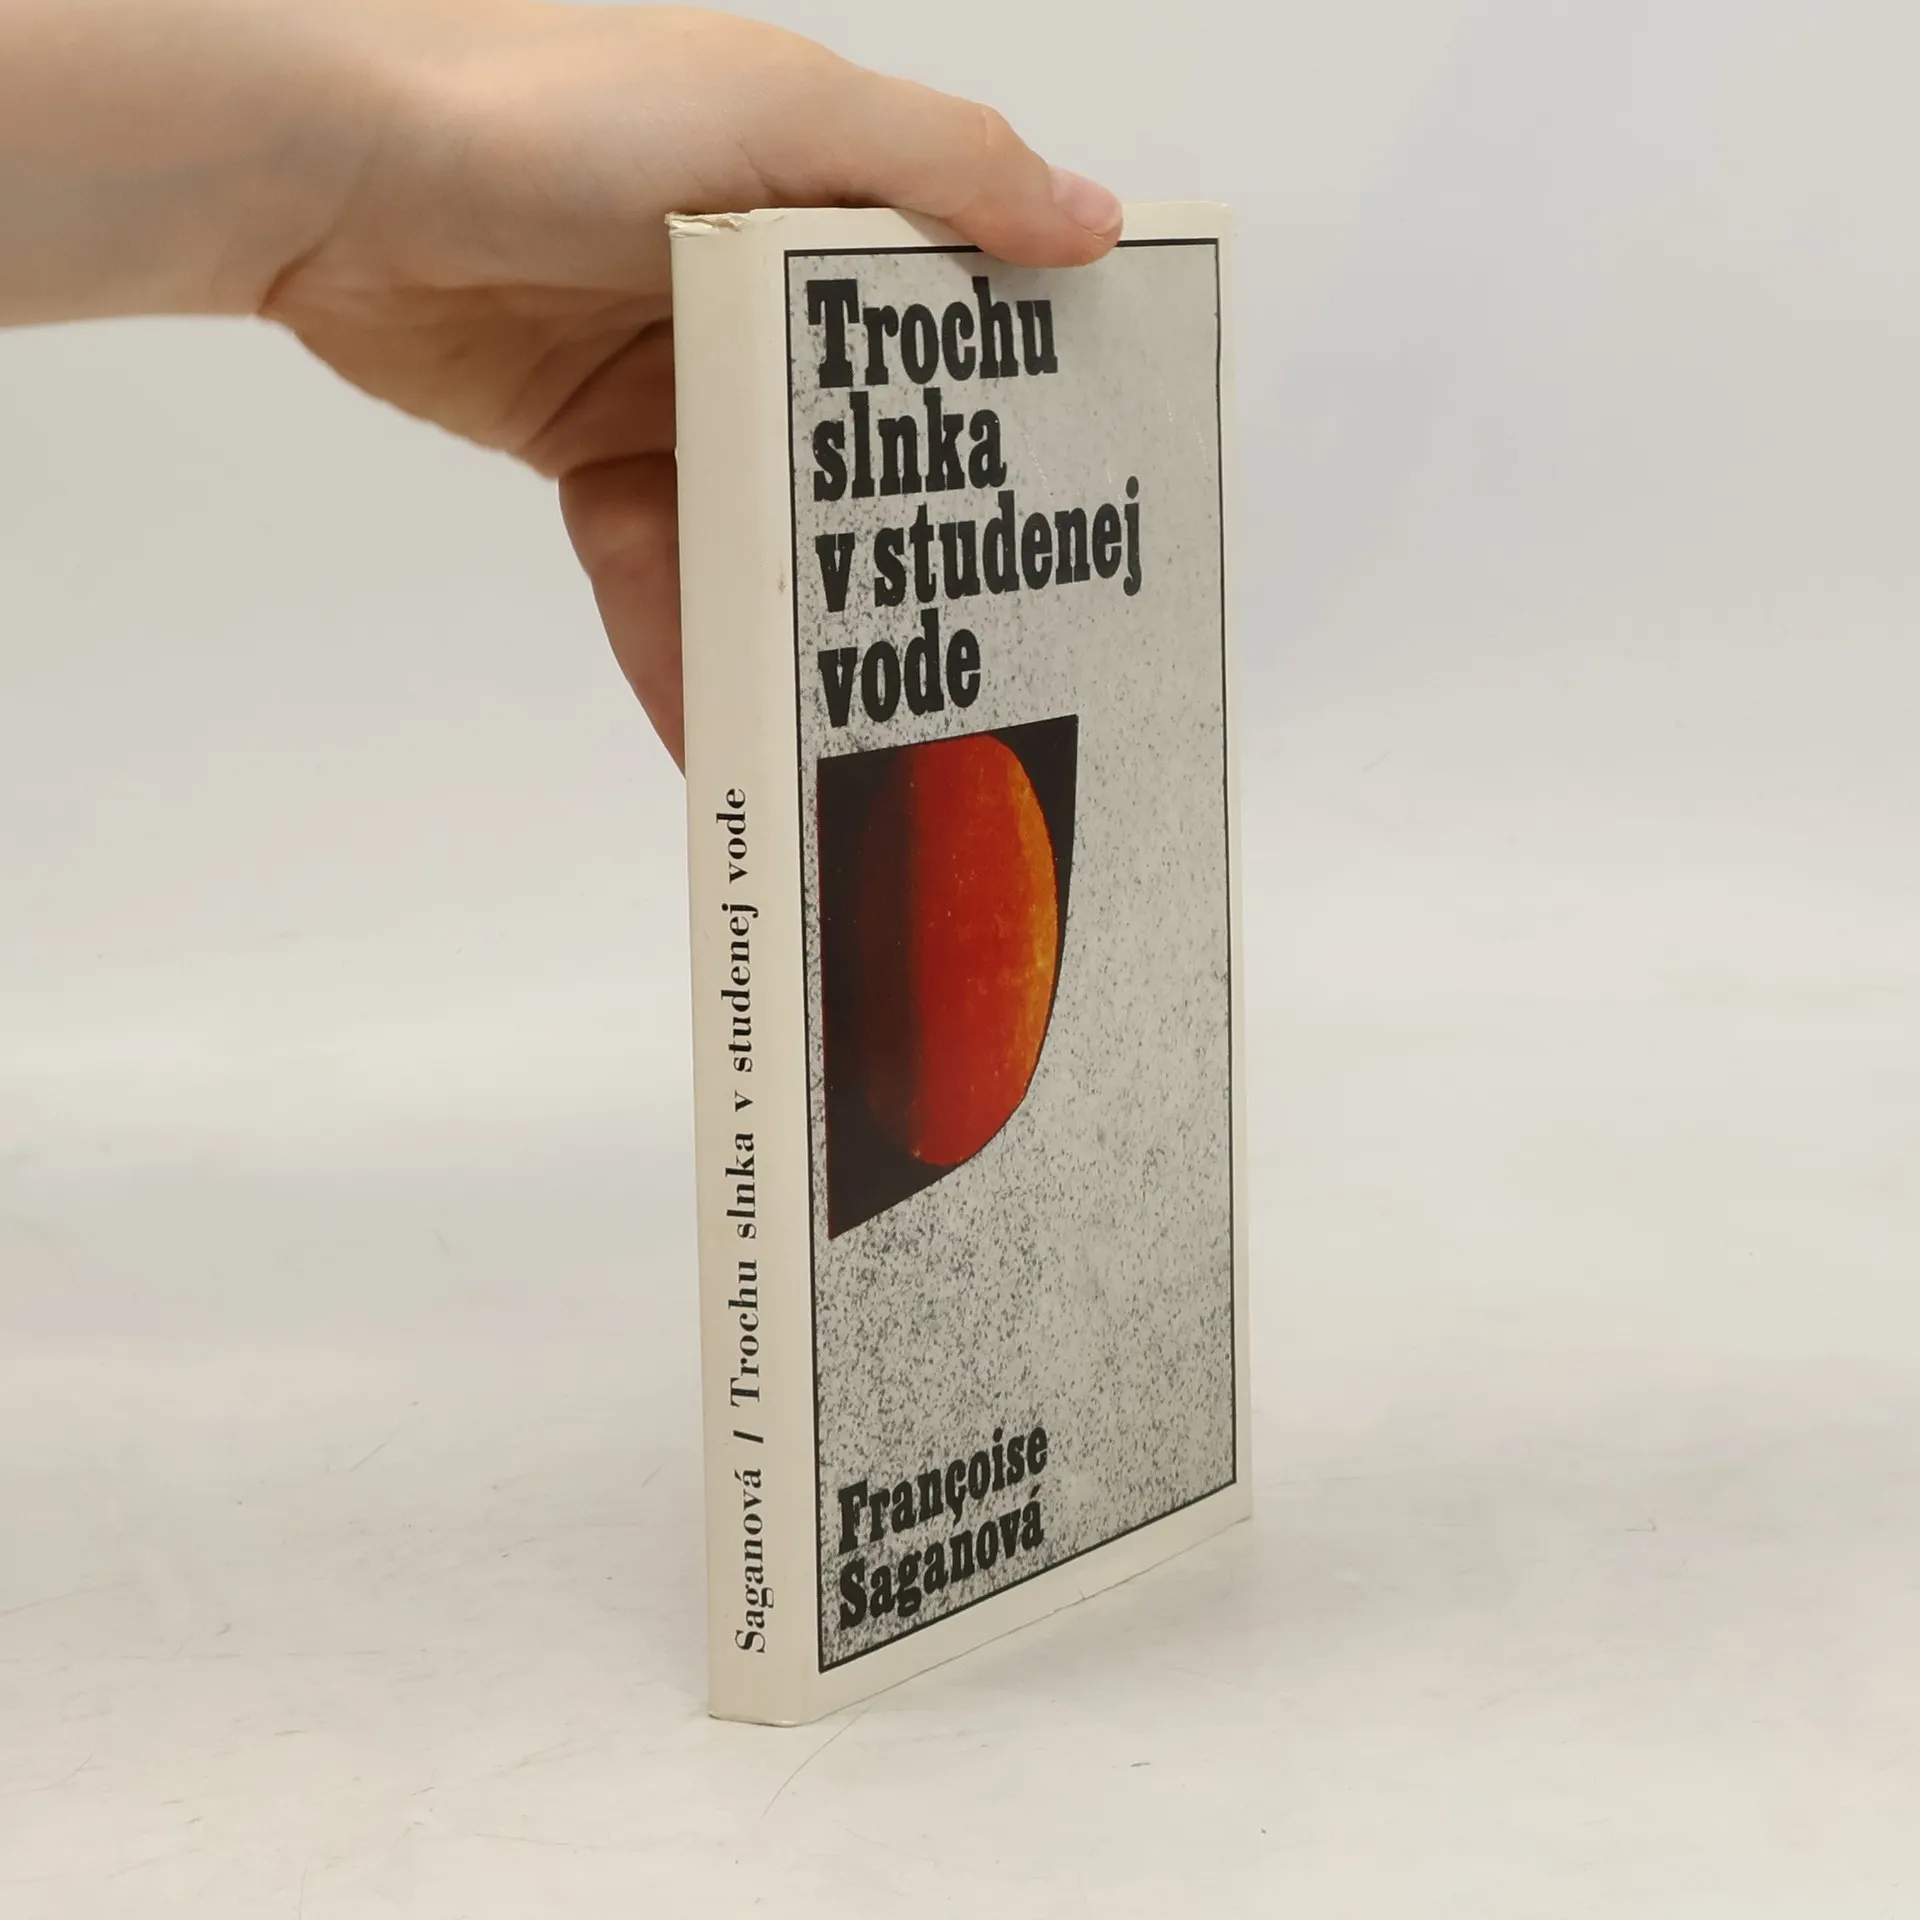 Trochu
slnka
v studenej
vode
Françoise
Saganová
Saganová / Trochu slnka v studenej vode